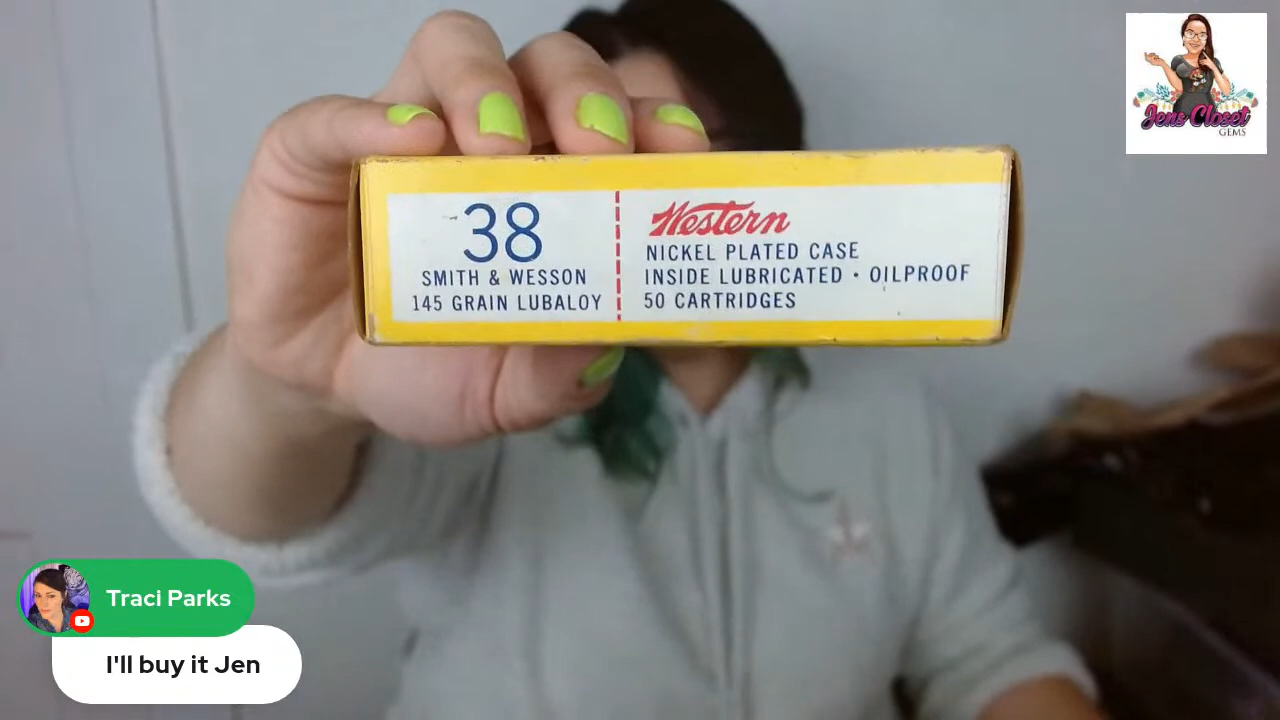 Jens Closet
GEMS
38
SMITH & WESSON
145 GRAIN LUBALOY
Western
NICKEL PLATED CASE
INSIDE LUBRICATED • OILPROOF
50 CARTRIDGES
Traci Parks
I'll buy it Jen